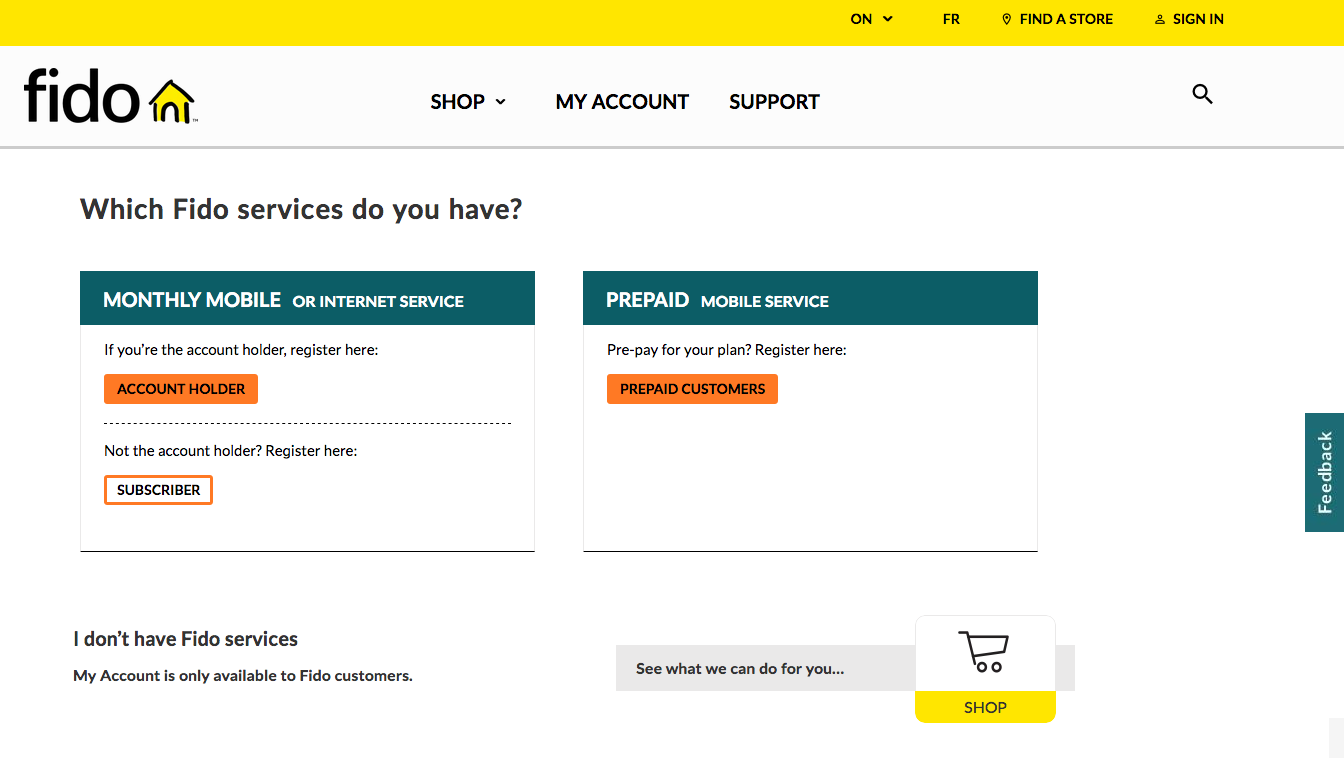 ON
FR
FIND A STORE
SIGN IN
fido
TM
SHOP
MY ACCOUNT
SUPPORT
Which Fido services do you have?
MONTHLY MOBILE OR INTERNET SERVICE
If you’re the account holder, register here:
ACCOUNT HOLDER
Not the account holder? Register here:
SUBSCRIBER
PREPAID MOBILE SERVICE
Pre-pay for your plan? Register here:
PREPAID CUSTOMERS
Feedback
I don’t have Fido services
My Account is only available to Fido customers.
See what we can do for you...
SHOP